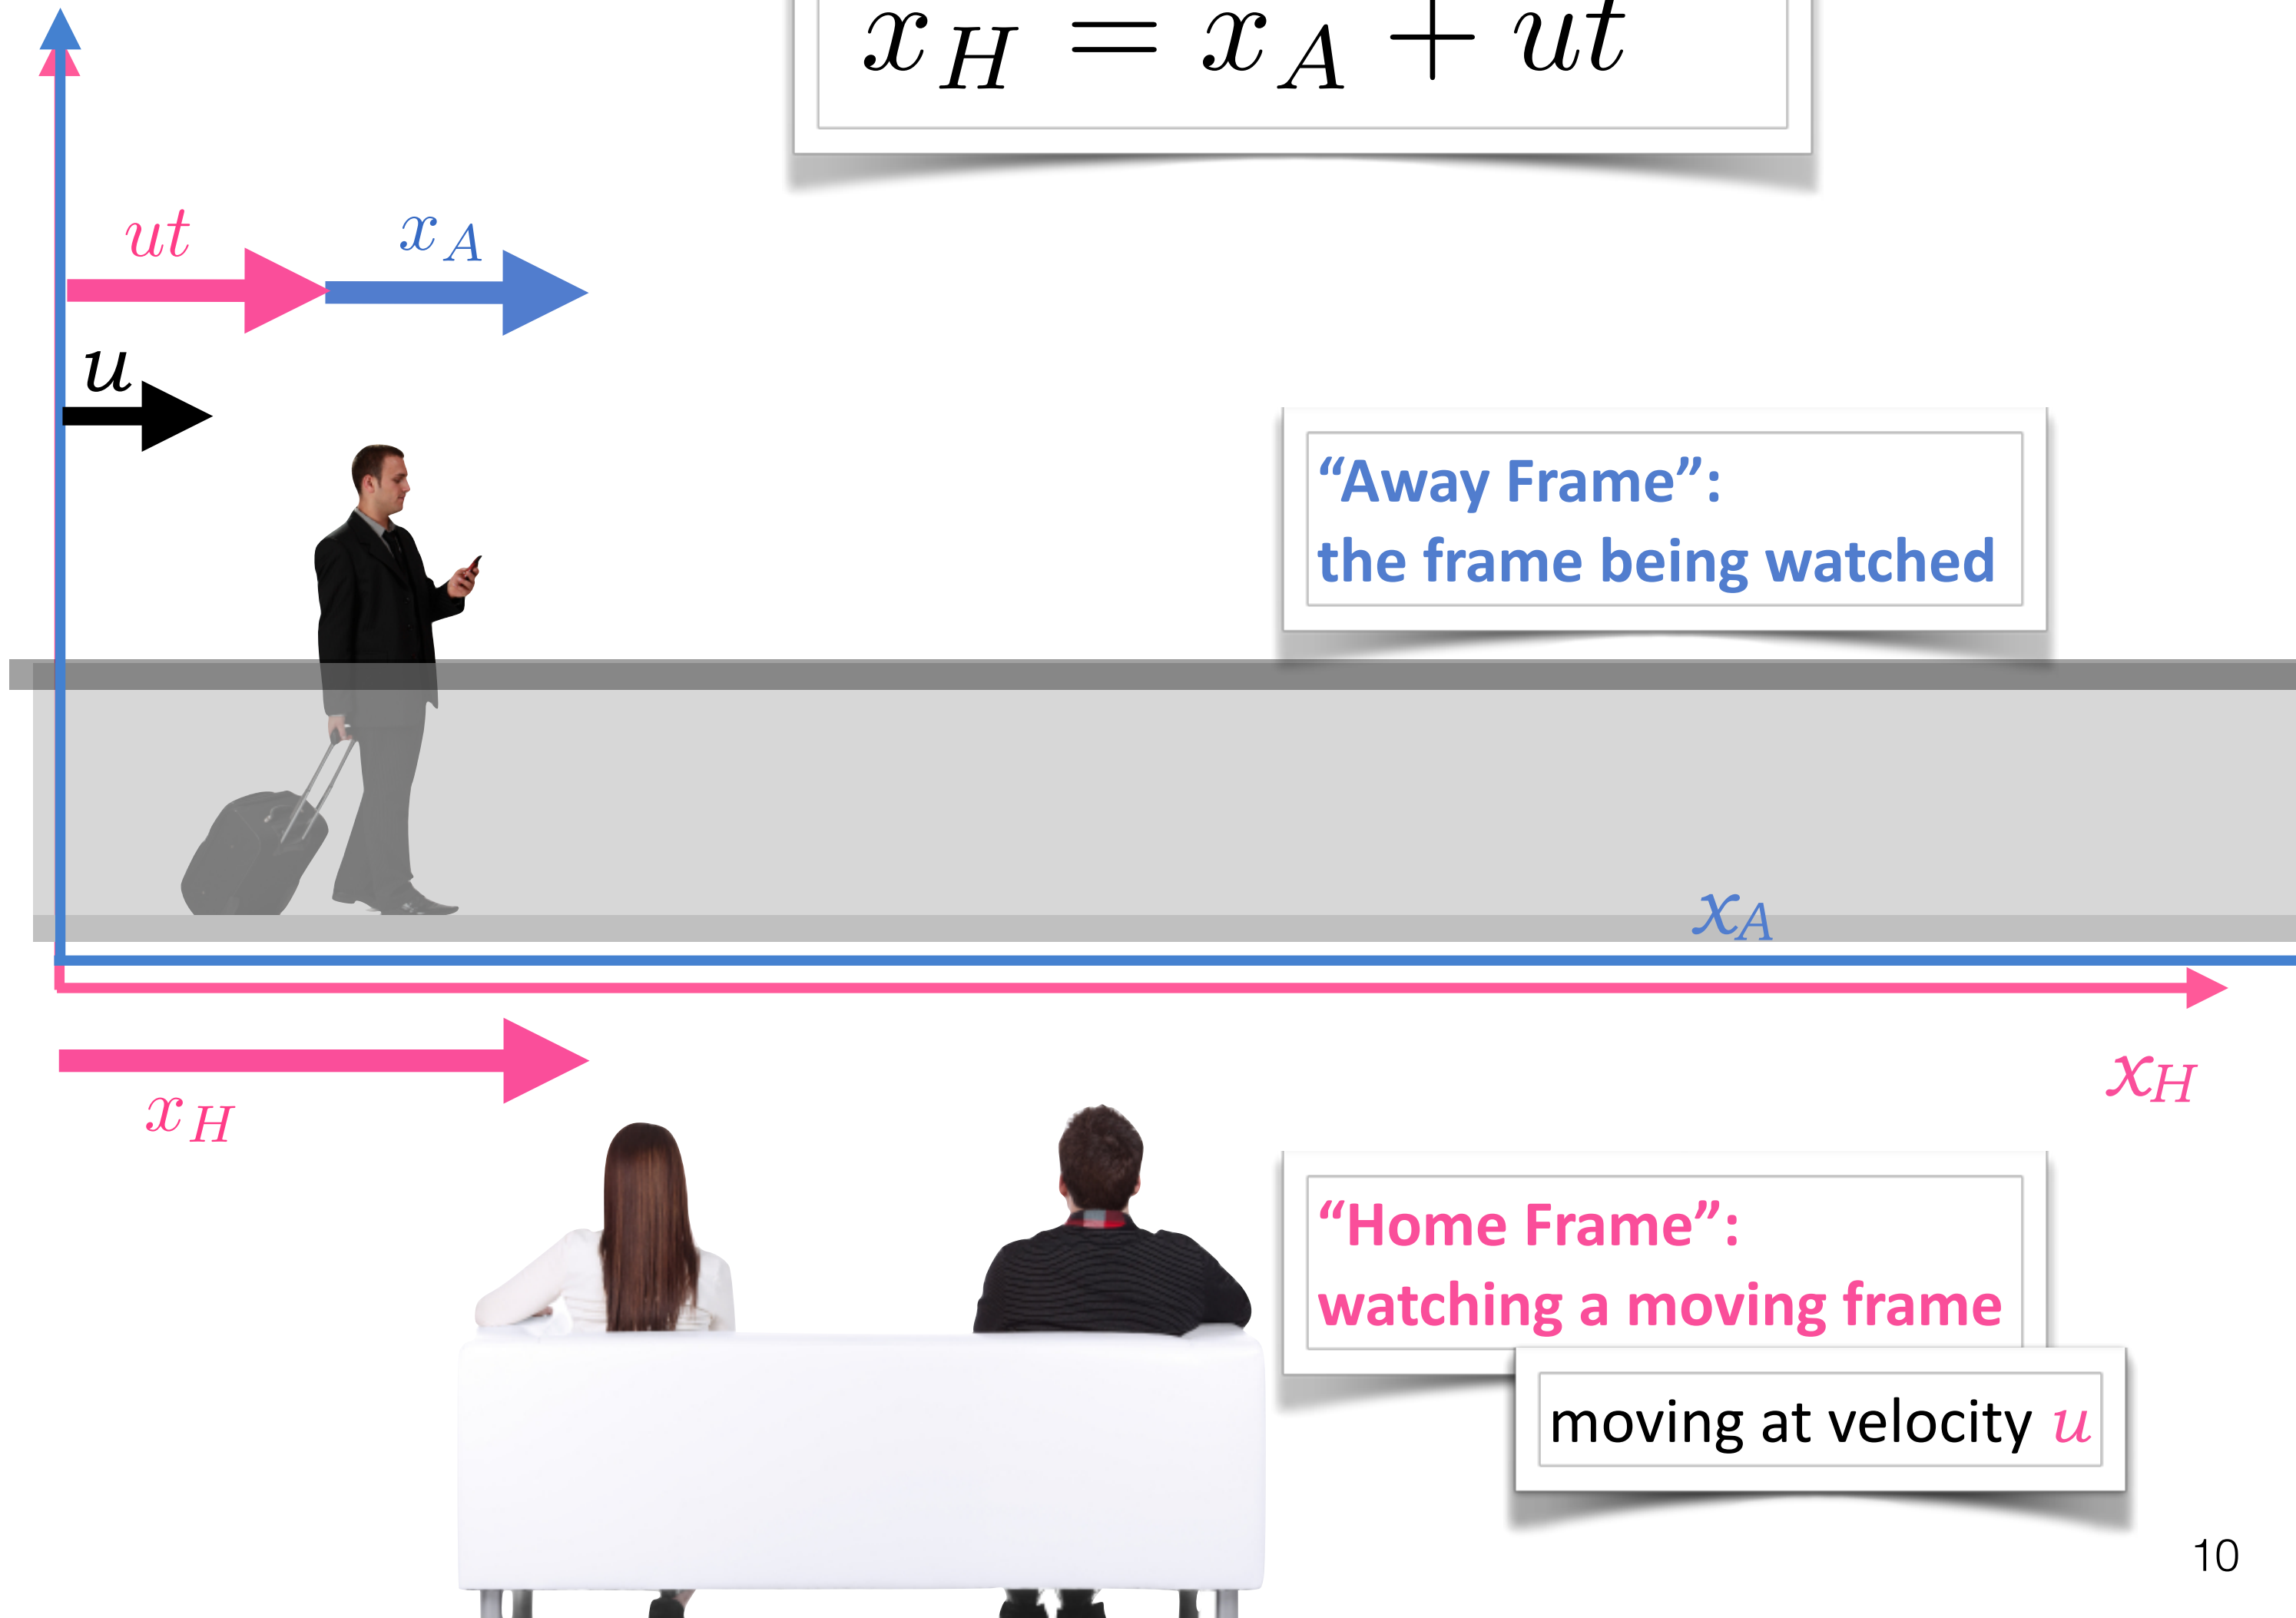 x_H = x_A + ut
ut
x_A
u
“Away Frame”:
the frame being watched
x_A
x_H
x_H
“Home Frame”:
watching a moving frame
moving at velocity u
10